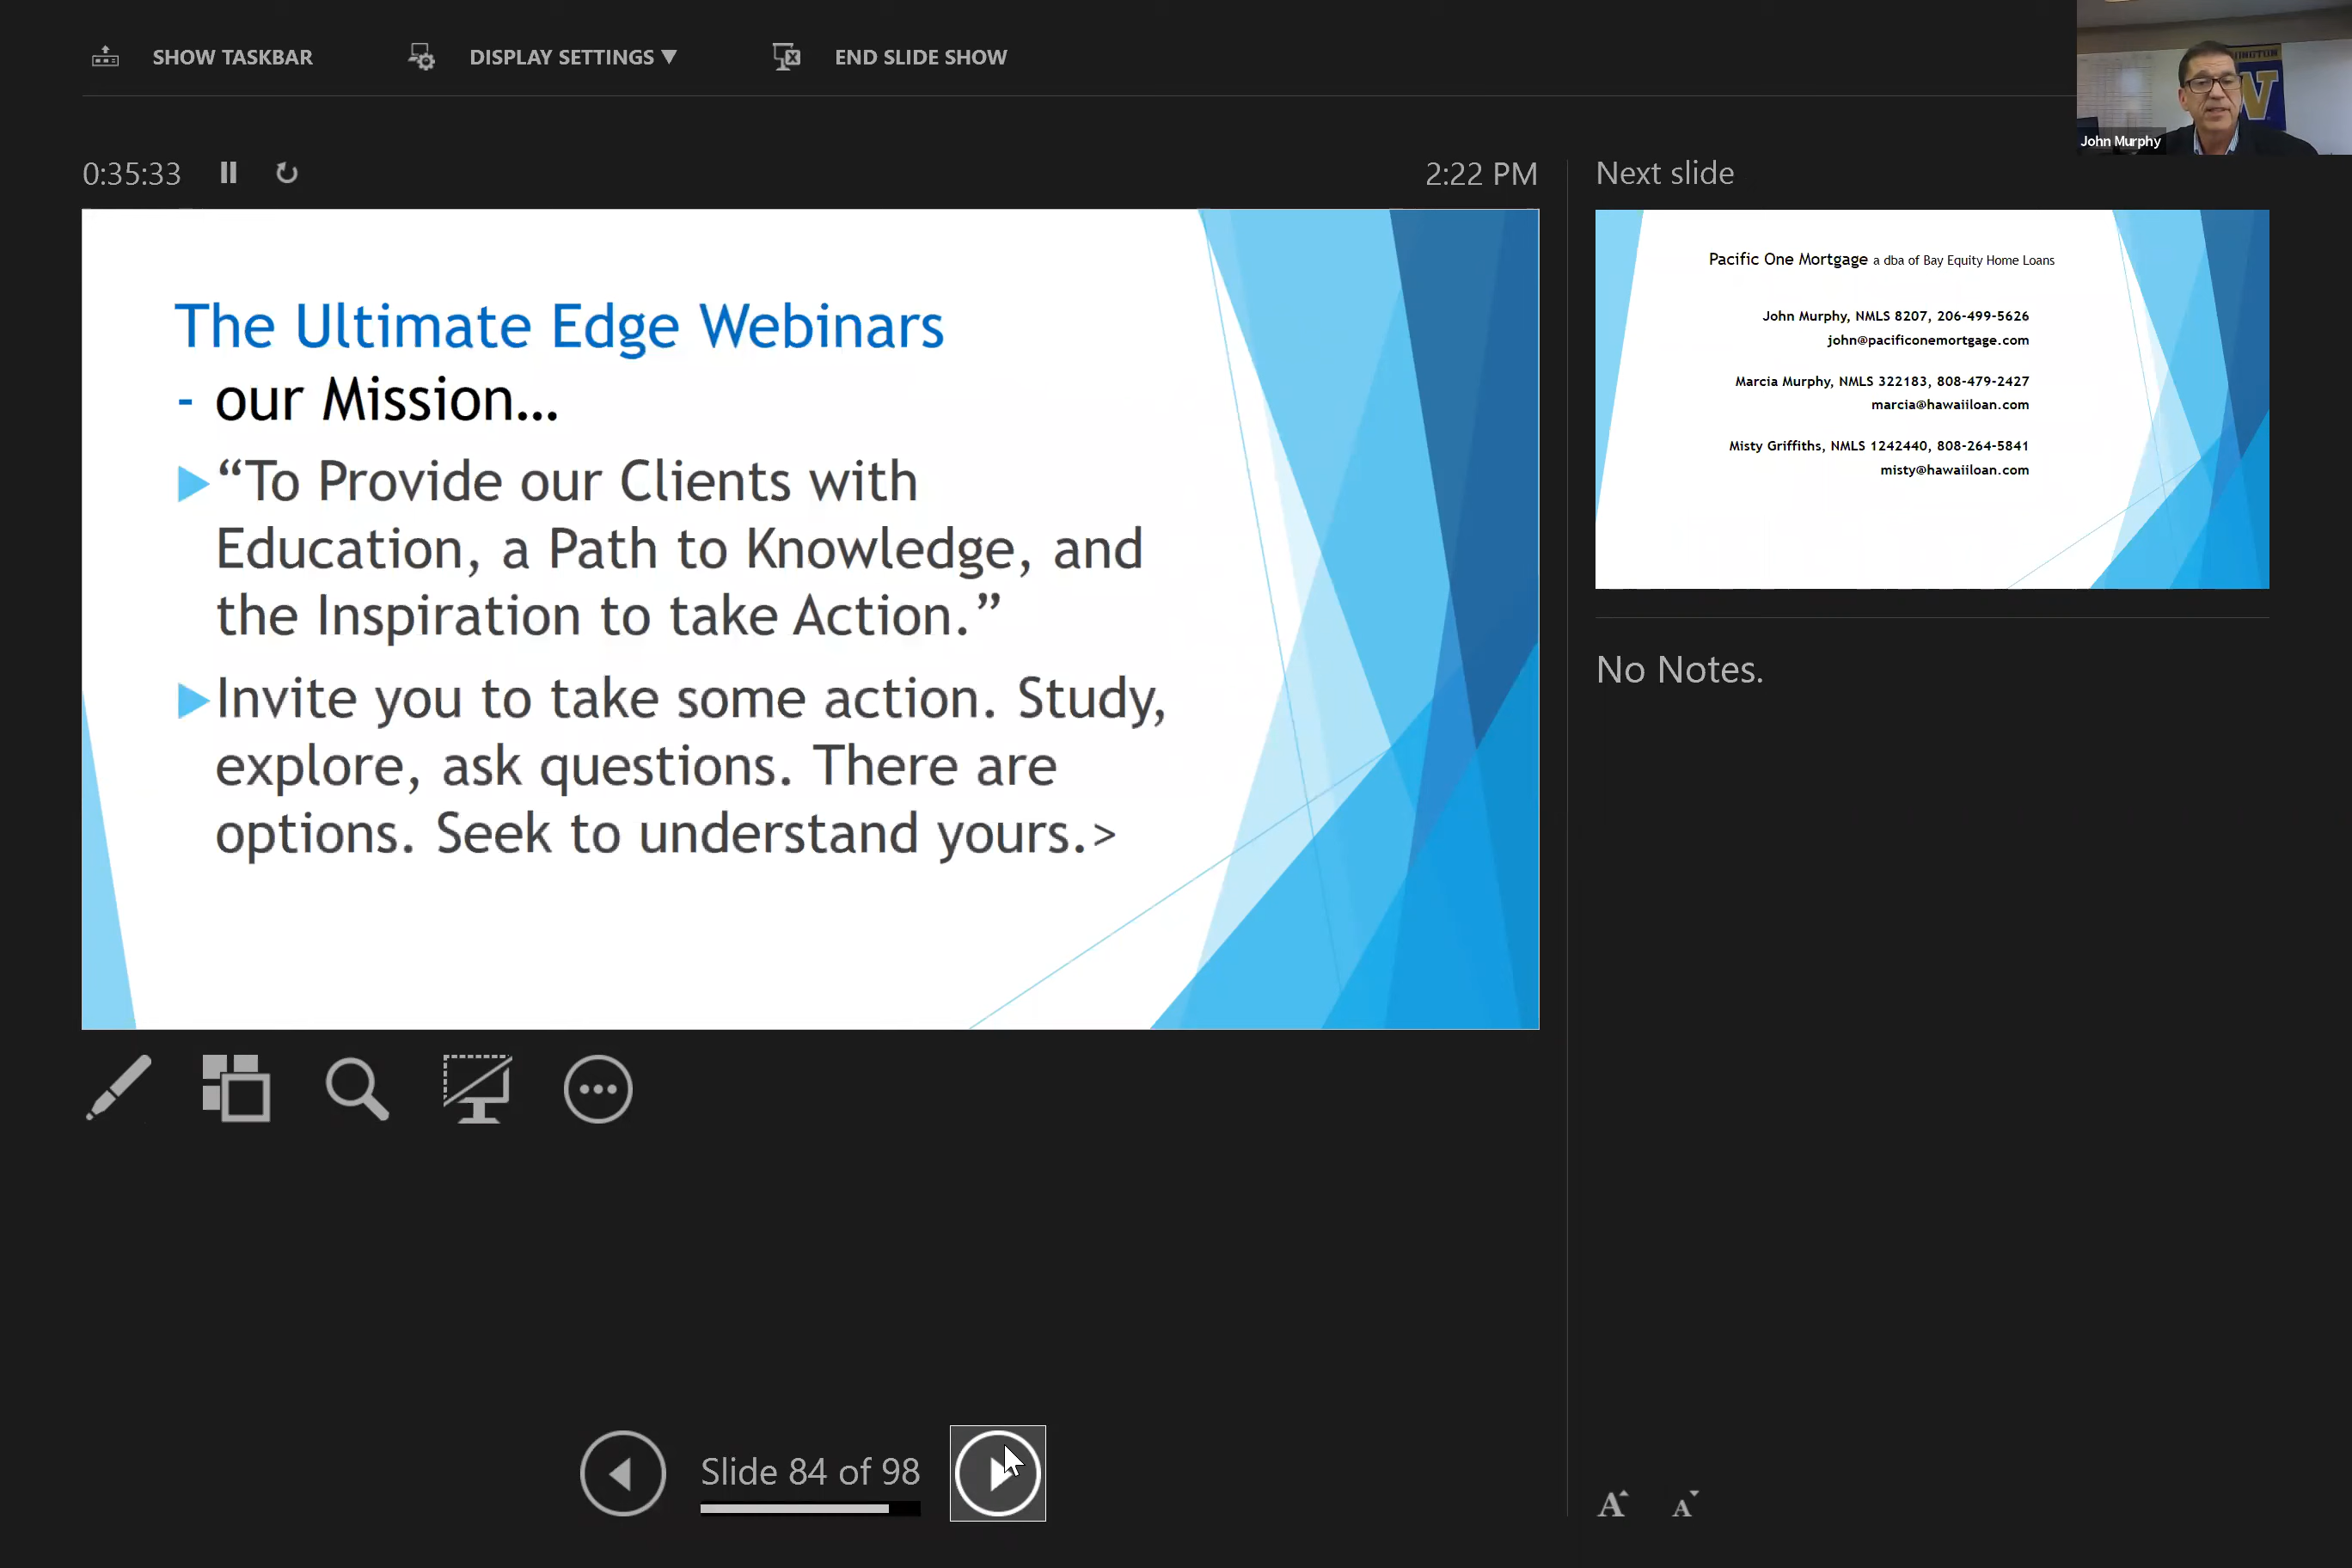 SHOW TASKBAR
DISPLAY SETTINGS ▼
END SLIDE SHOW
W
John Murphy
0:35:33
2:22 PM
Next slide
The Ultimate Edge Webinars
- our Mission...
“To Provide our Clients with
Education, a Path to Knowledge, and
the Inspiration to take Action.”
Invite you to take some action. Study,
explore, ask questions. There are
options. Seek to understand yours.>
Pacific One Mortgage a dba of Bay Equity Home Loans
John Murphy, NMLS 8207, 206-499-5626
john@pacificonemortgage.com
Marcia Murphy, NMLS 322183, 808-479-2427
marcia@hawaiiloan.com
Misty Griffiths, NMLS 1242440, 808-264-5841
misty@hawaiiloan.com
No Notes.
Slide 84 of 98
A
A